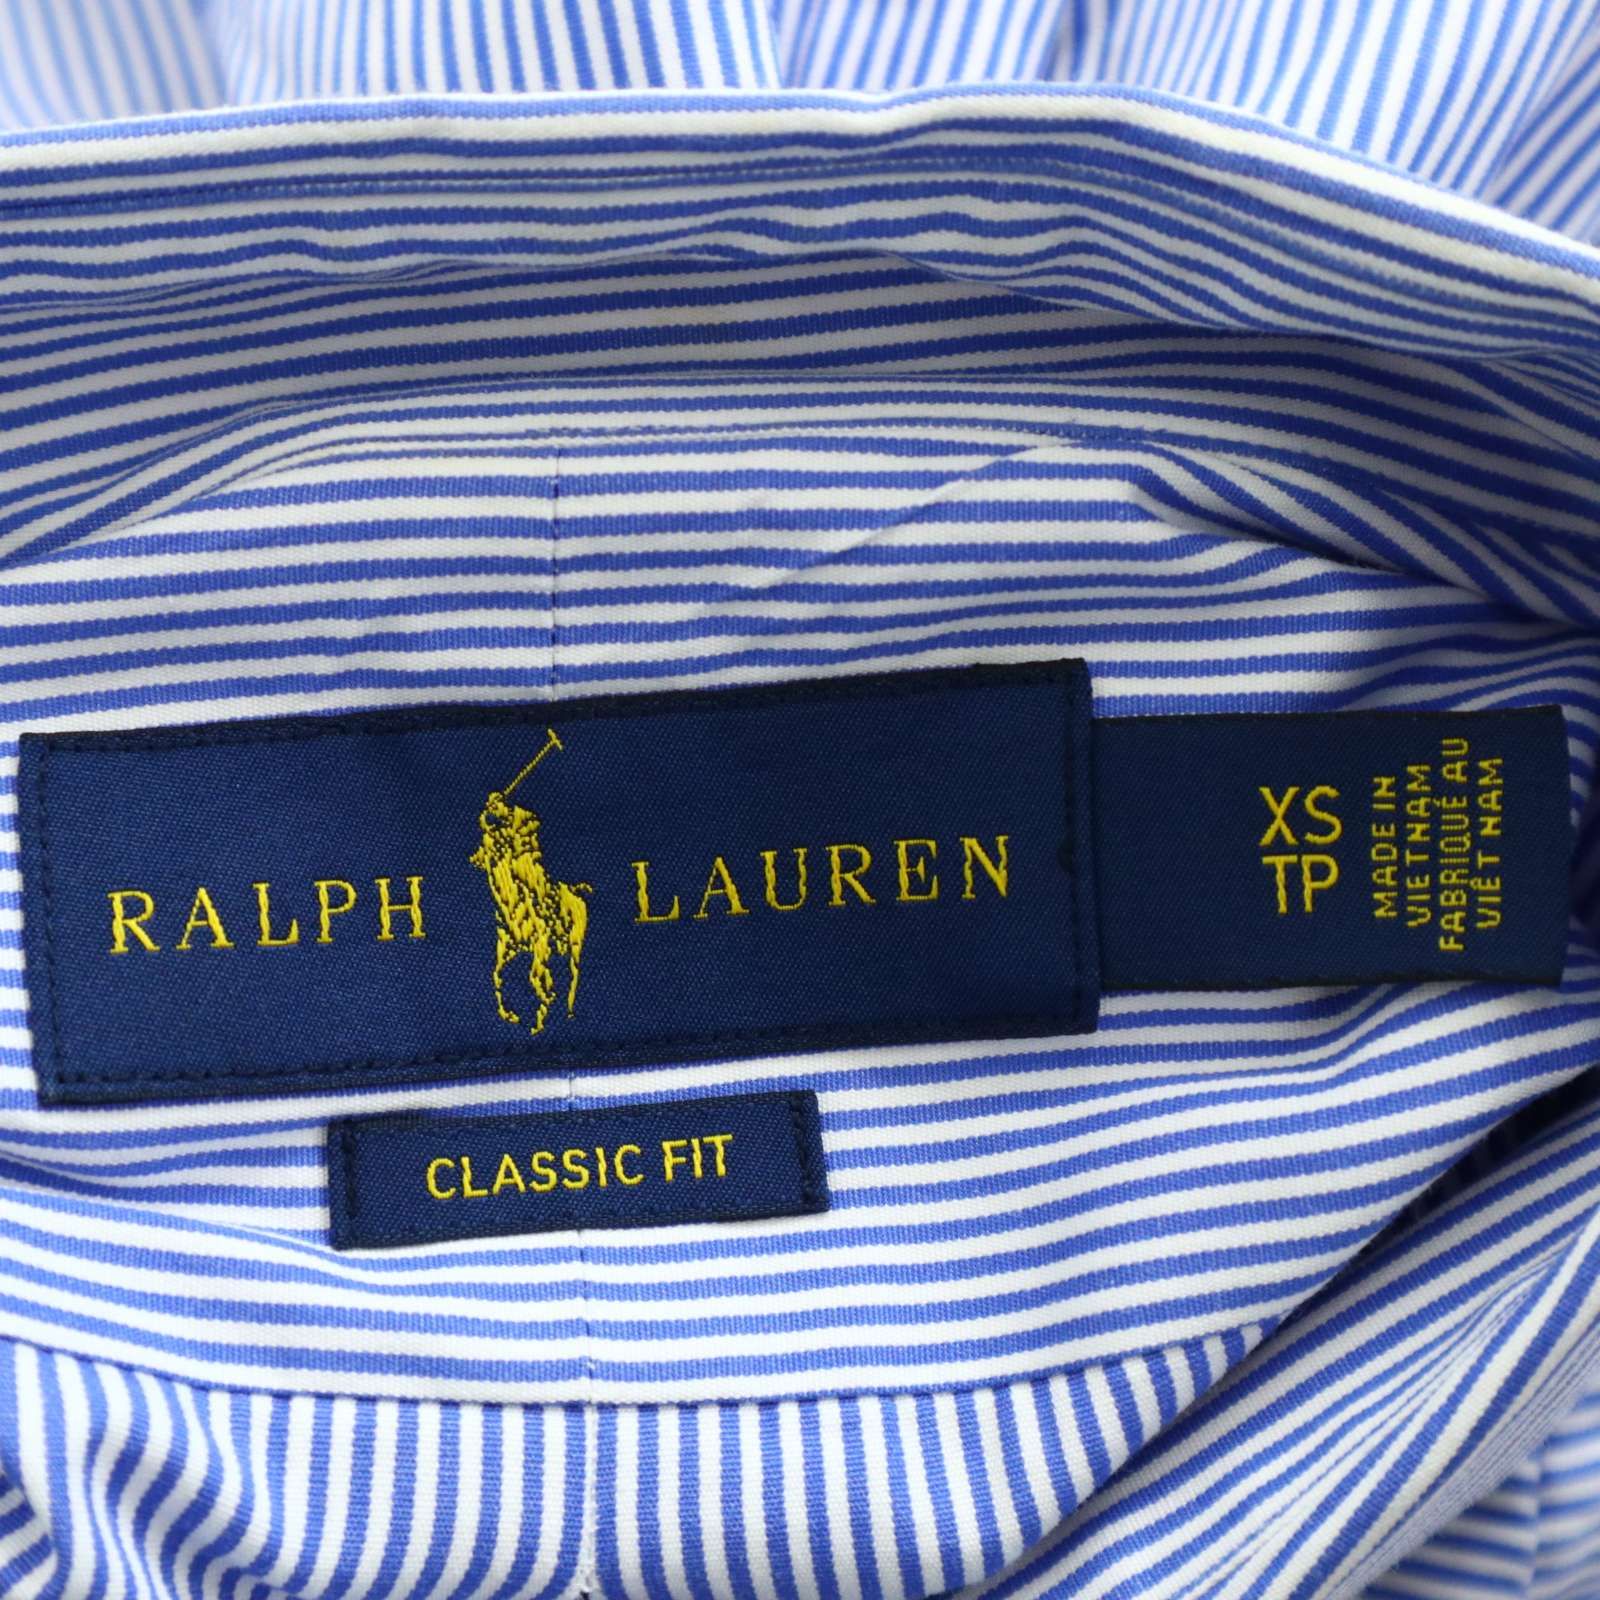 RALPH LAUREN
XS
TP
MADE IN
VIETNAM
FABRIQUÉ AU
VIÊT NAM
CLASSIC FIT